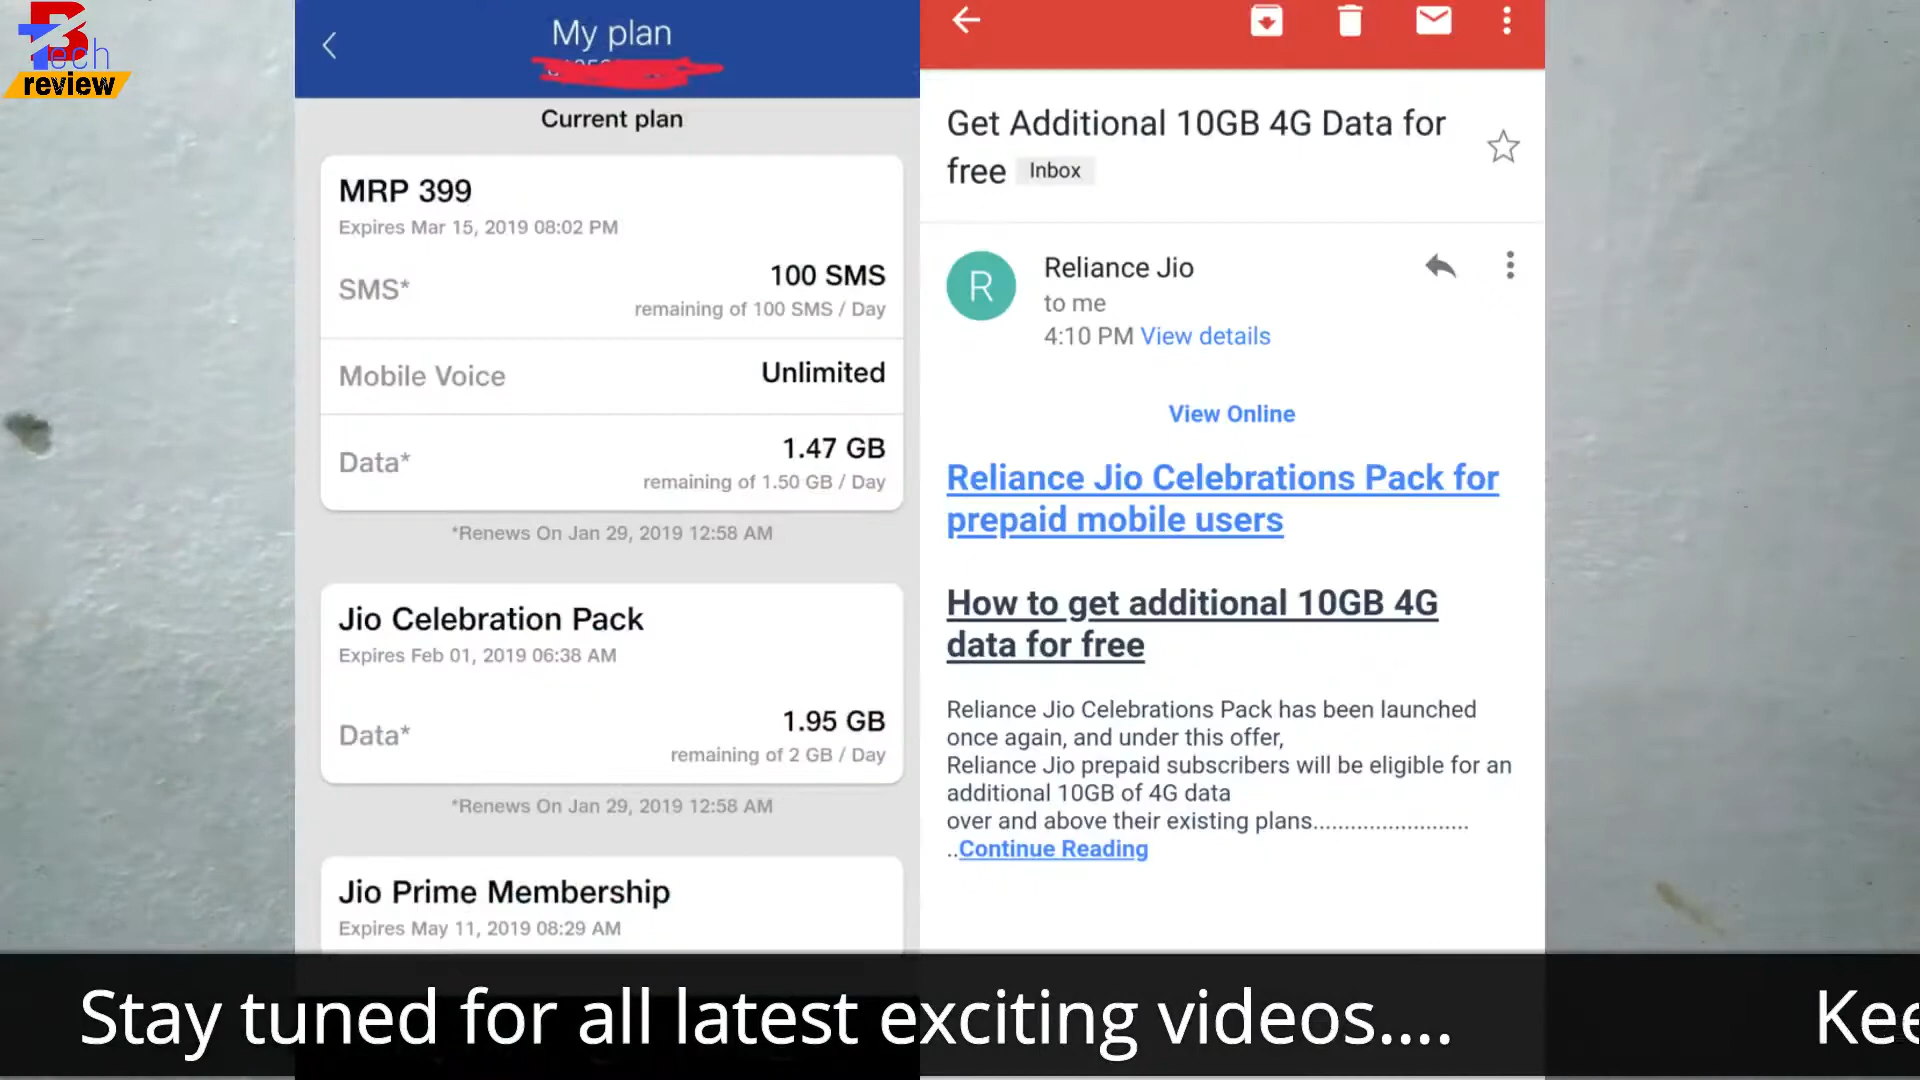 B
Tech
review
My plan
Current plan
MRP 399
Expires Mar 15, 2019 08:02 PM
SMS*
100 SMS
remaining of 100 SMS / Day
Mobile Voice
Unlimited
Data*
1.47 GB
remaining of 1.50 GB / Day
*Renews On Jan 29, 2019 12:58 AM
Jio Celebration Pack
Expires Feb 01, 2019 06:38 AM
Data*
1.95 GB
remaining of 2 GB / Day
*Renews On Jan 29, 2019 12:58 AM
Jio Prime Membership
Expires May 11, 2019 08:29 AM
Get Additional 10GB 4G Data for
free Inbox
R
Reliance Jio
to me
4:10 PM View details
View Online
Reliance Jio Celebrations Pack for
prepaid mobile users
How to get additional 10GB 4G
data for free
Reliance Jio Celebrations Pack has been launched
once again, and under this offer,
Reliance Jio prepaid subscribers will be eligible for an
additional 10GB of 4G data
over and above their existing plans.........................
..Continue Reading
Stay tuned for all latest exciting videos....